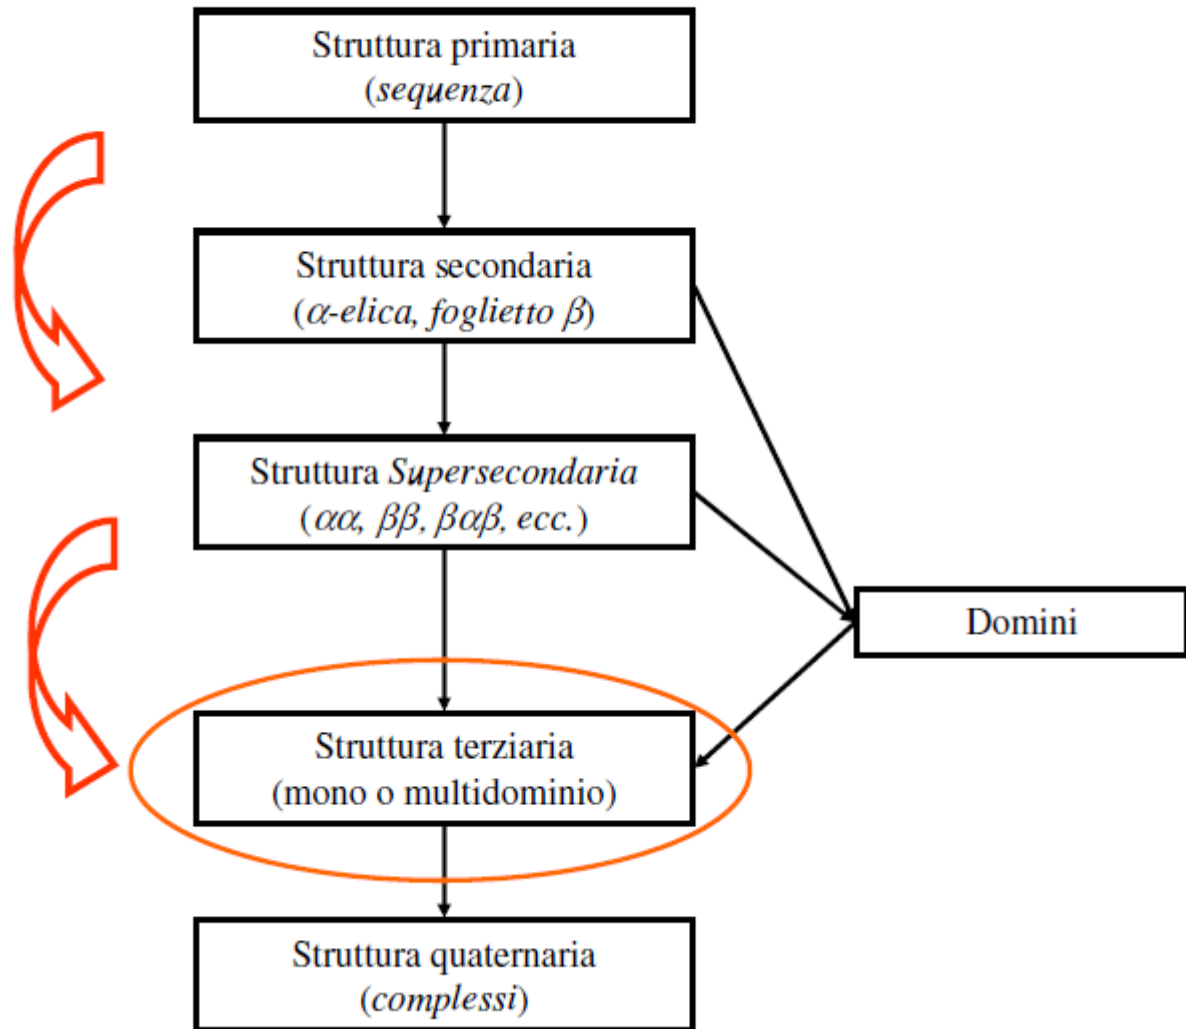 Struttura primaria
(sequenza)
Struttura secondaria
(α-elica, foglietto β)
Struttura Supersecondaria
(αα, ββ, βαβ, ecc.)
Domini
Struttura terziaria
(mono o multidominio)
Struttura quaternaria
(complessi)